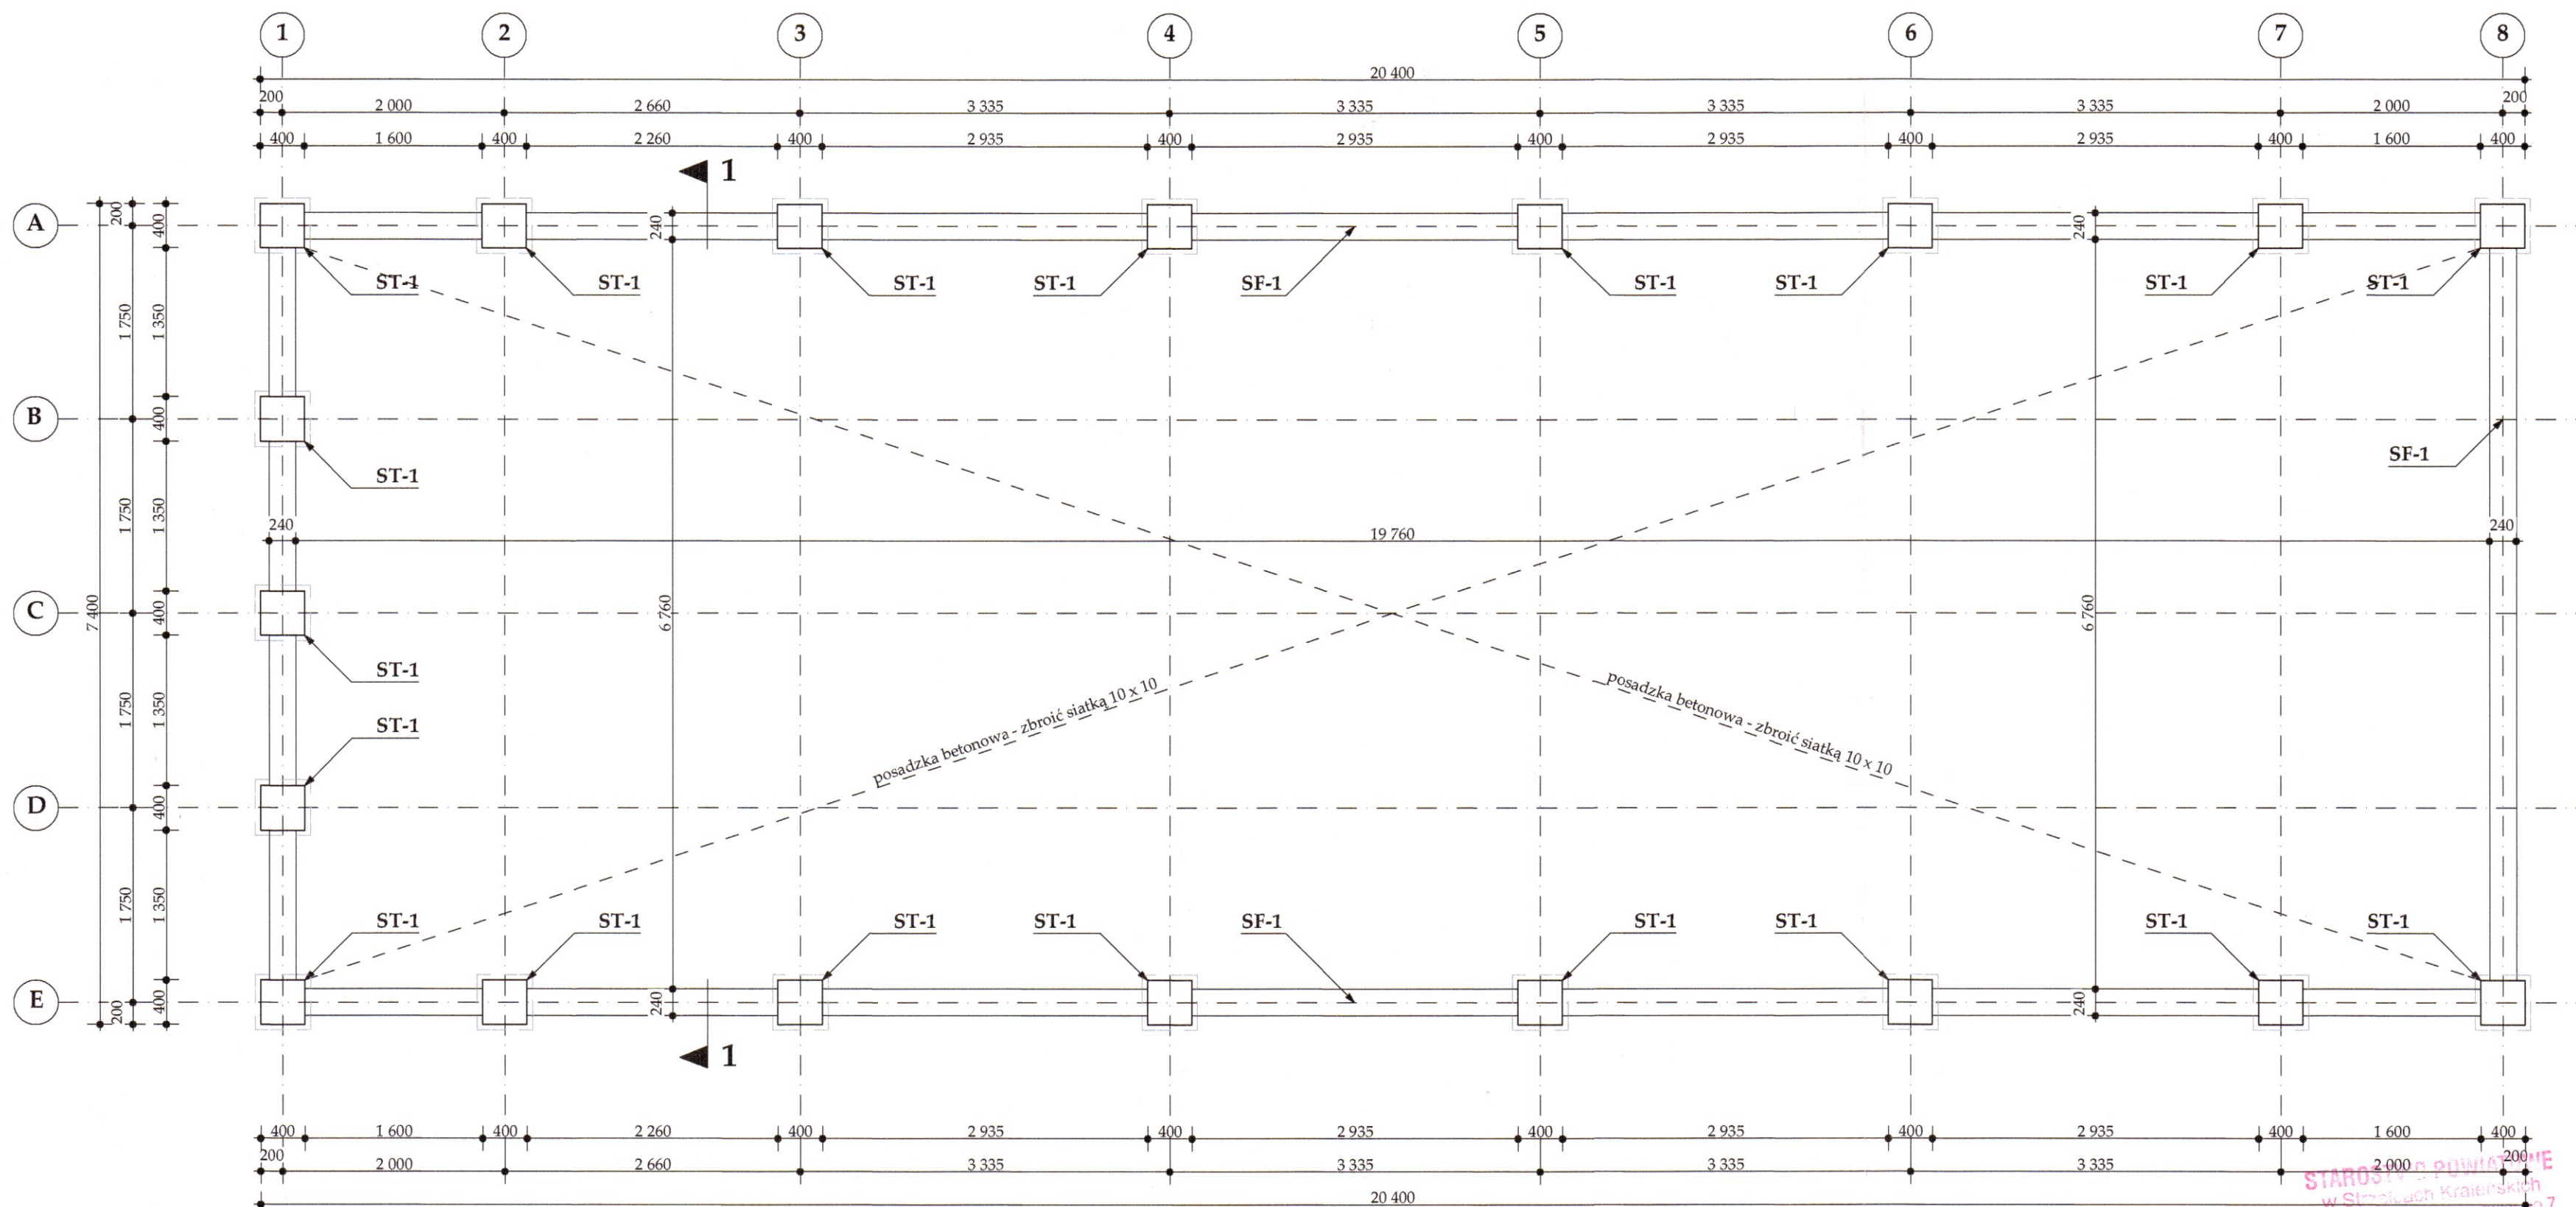 1 2 3 4 5 6 7 8
20 400
200 2 000 2 660 3 335 3 335 3 335 3 335 2 000 200
400 1 600 400 2 260 400 2 935 400 2 935 400 2 935 400 2 935 400 1 600 400
1
A
200 400 240 240
ST-1 ST-1 ST-1 ST-1 SF-1 ST-1 ST-1 ST-1 ST-1
1 750 1 350
B
400
SF-1
ST-1
1 750 1 350
240 19 760 240
C
7 400 400 6 760 6 760
ST-1
posadzka betonowa - zbroić siatką 10 x 10
posadzka betonowa - zbroić siatką 10 x 10
1 750 1 350
ST-1
D
400
1 750 1 350
ST-1 ST-1 ST-1 ST-1 SF-1 ST-1 ST-1 ST-1 ST-1
E
200 400 240 240
1
400 1 600 400 2 260 400 2 935 400 2 935 400 2 935 400 2 935 400 1 600 400
200 2 000 2 660 3 335 3 335 3 335 3 335 2 000 200
20 400
STAROSTWO POWIATOWE
w Strzelcach Krajeńskich
7